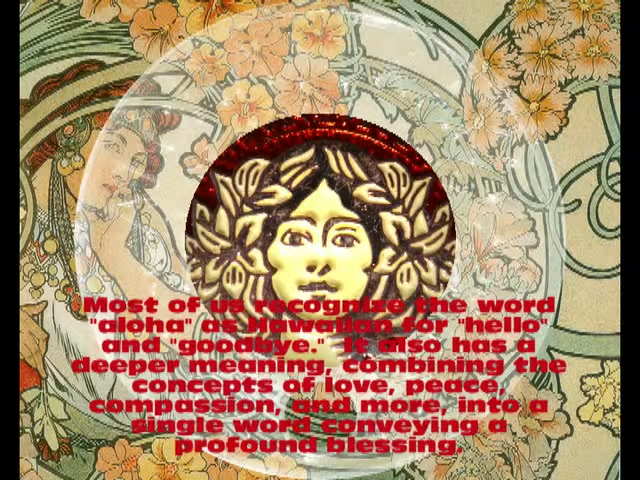 Most of us recognize the word
"aloha" as Hawaiian for "hello"
and "goodbye."  It also has a
deeper meaning, combining the
concepts of love, peace,
compassion, and more, into a
single word conveying a
profound blessing.